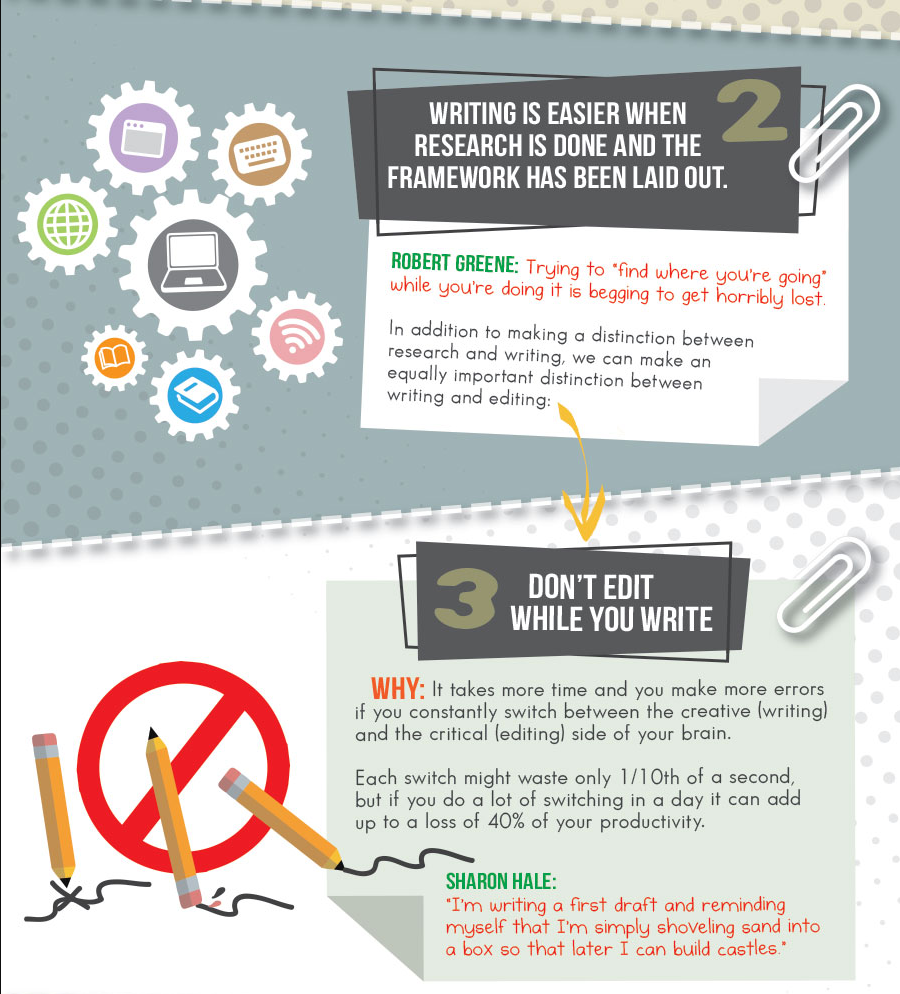 2
WRITING IS EASIER WHEN
RESEARCH IS DONE AND THE
FRAMEWORK HAS BEEN LAID OUT.
ROBERT GREENE: Trying to "find where you're going"
while you're doing it is begging to get horribly lost.
In addition to making a distinction between
research and writing, we can make an
equally important distinction between
writing and editing:
3
DON'T EDIT
WHILE YOU WRITE
WHY: It takes more time and you make more errors
if you constantly switch between the creative (writing)
and the critical (editing) side of your brain.
Each switch might waste only 1/10th of a second,
but if you do a lot of switching in a day it can add
up to a loss of 40% of your productivity.
SHARON HALE:
"I'm writing a first draft and reminding
myself that I'm simply shoveling sand into
a box so that later I can build castles."